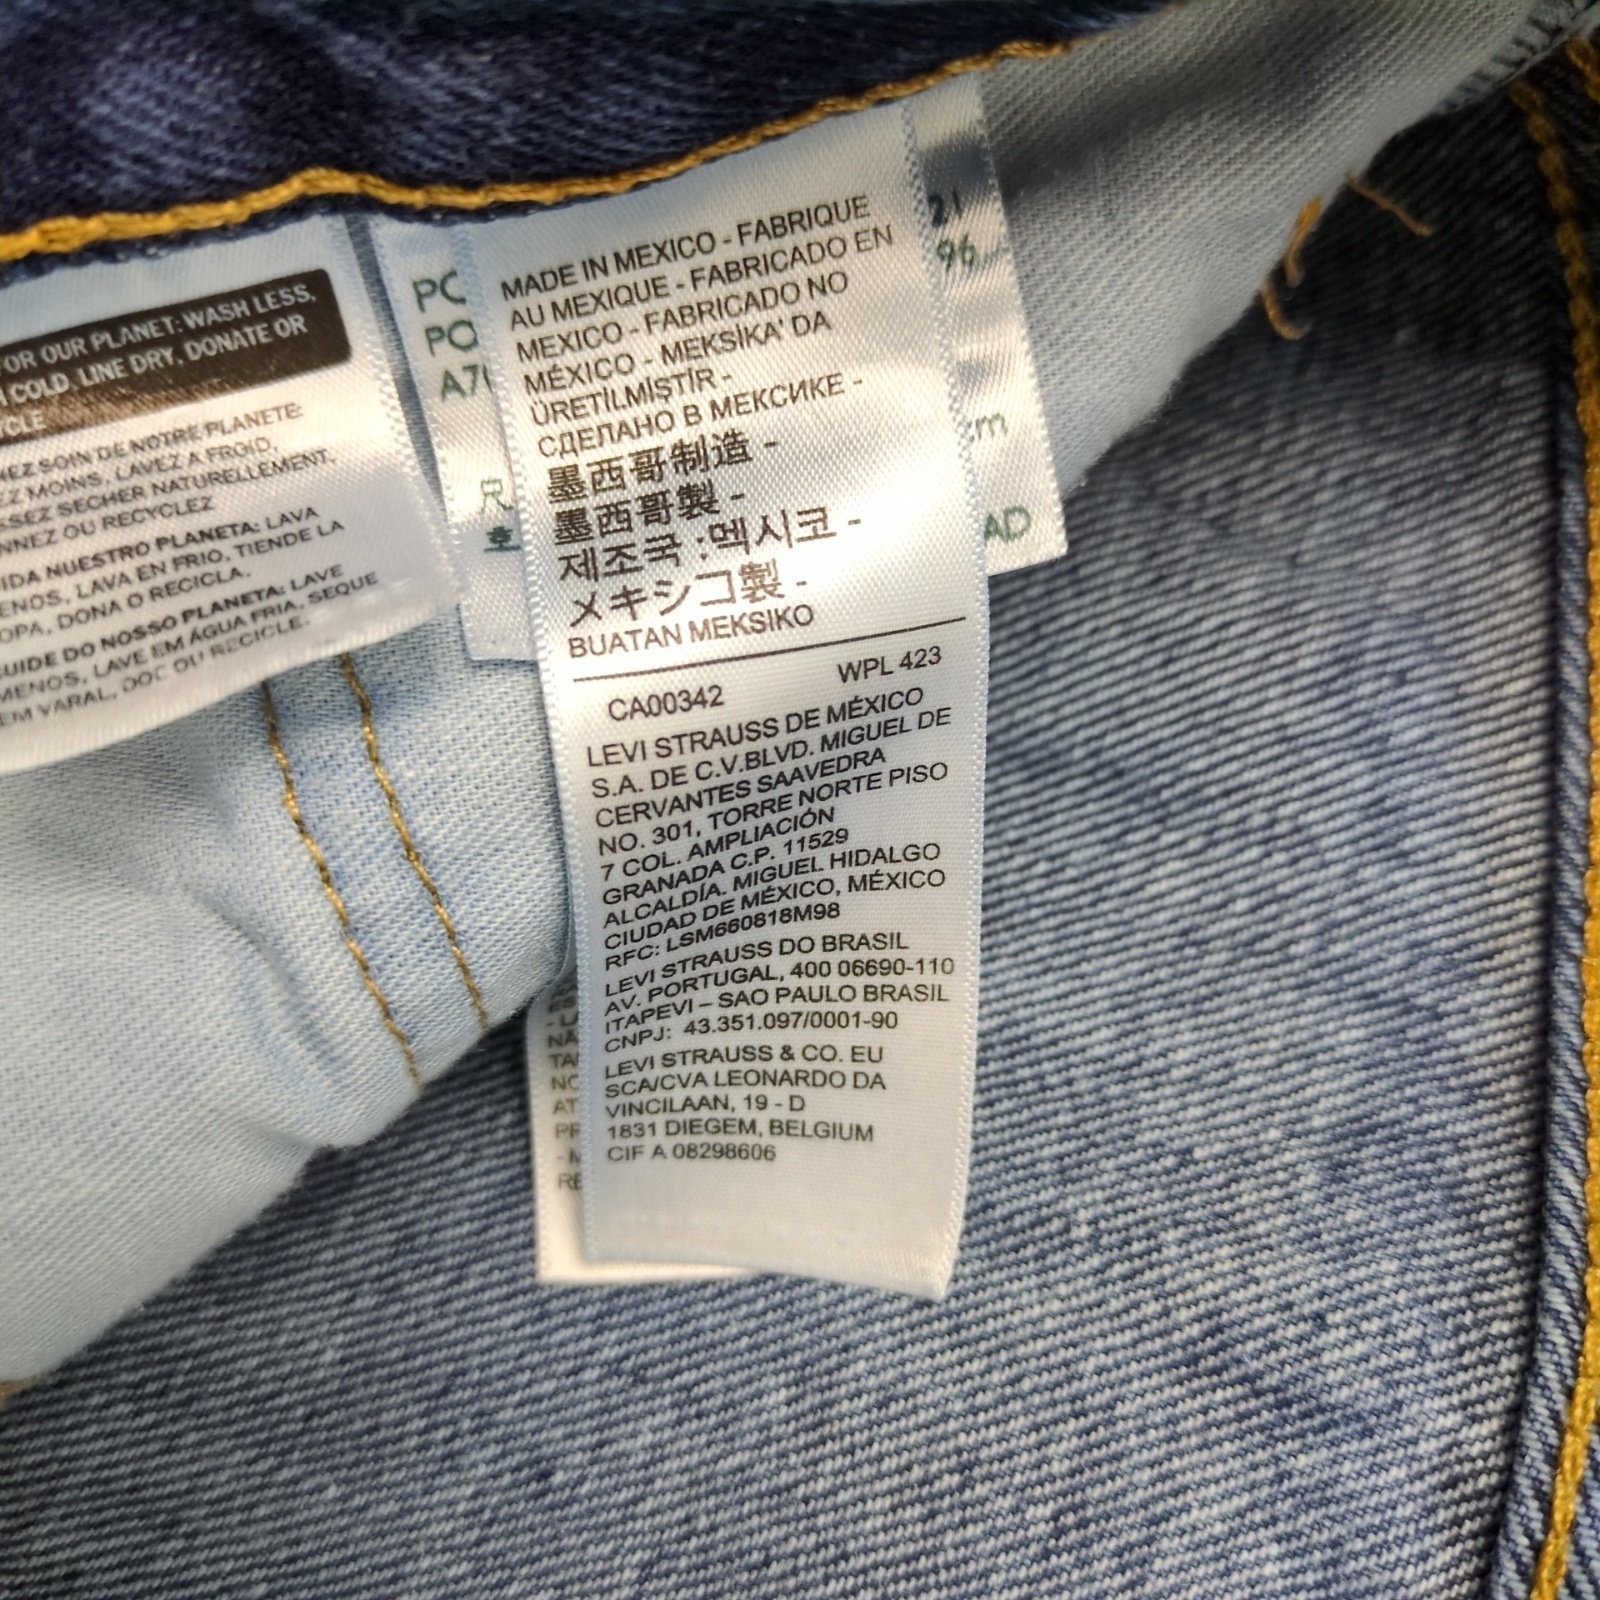 OR OUR PLANET: WASH LESS,
COLD, LINE DRY, DONATE OR
SOIN DE NOTRE PLANETE:
MOINS, LAVEZ A FROID,
SECHER NATURELLEMENT.
OU RECYCLEZ
NUESTRO PLANETA: LAVA
LAVA EN FRIO, TIENDE LA
DONA O RECICLA.
DO NOSSO PLANETA: LAVE
MENOS, LAVE EM ÁGUA FRIA, SEQUE
EM VARAL, OU RECICLE.
21
96
AD
MADE IN MEXICO - FABRIQUE
AU MEXIQUE - FABRICADO EN
MEXICO - FABRICADO NO
MÉXICO - MEKSİKA' DA
ÜRETİLMİŞTİR -
СДЕЛАНО В МЕКСИКЕ -
墨西哥制造 -
墨西哥製 -
제조국 :멕시코 -
メキシコ製 -
BUATAN MEKSIKO
CA00342 WPL 423
LEVI STRAUSS DE MÉXICO
S.A. DE C.V.BLVD. MIGUEL DE
CERVANTES SAAVEDRA
NO. 301, TORRE NORTE PISO
7 COL. AMPLIACIÓN
GRANADA C.P. 11529
ALCALDÍA. MIGUEL HIDALGO
CIUDAD DE MÉXICO, MÉXICO
RFC: LSM660818M98
LEVI STRAUSS DO BRASIL
AV. PORTUGAL, 400 06690-110
ITAPEVI – SAO PAULO BRASIL
CNPJ: 43.351.097/0001-90
LEVI STRAUSS & CO. EU
SCA/CVA LEONARDO DA
VINCILAAN, 19 - D
1831 DIEGEM, BELGIUM
CIF A 08298606